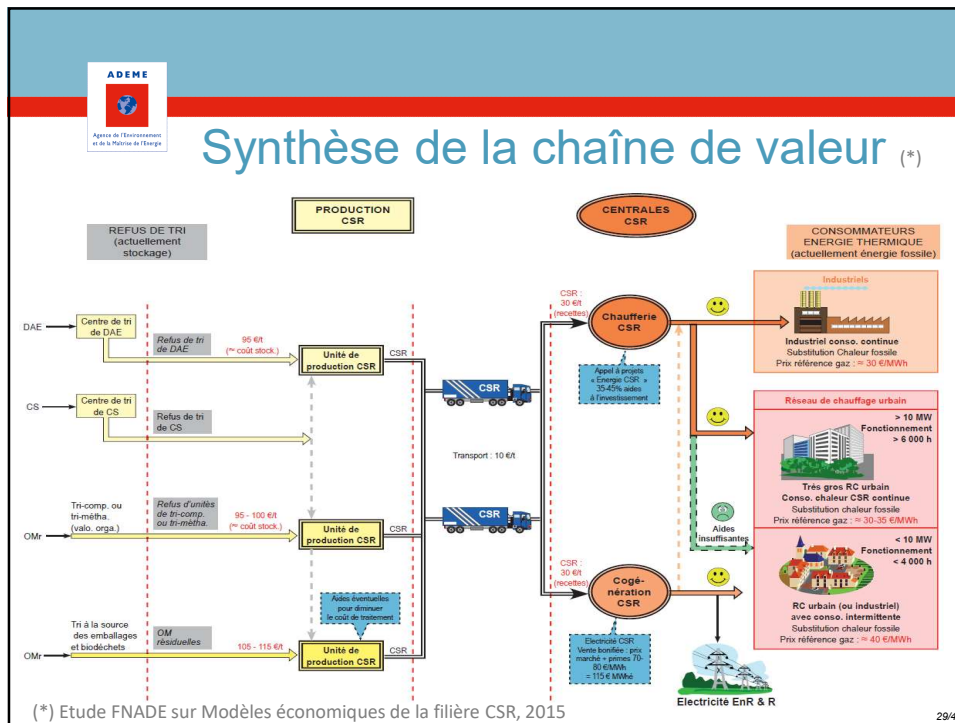 ADEME
Agence de l'Environnement
et de la Maîtrise de l'Energie
Synthèse de la chaîne de valeur (*)
PRODUCTION
CSR
CENTRALES
CSR
REFUS DE TRI
(actuellement
stockage)
CONSOMMATEURS
ENERGIE THERMIQUE
(actuellement énergie fossile)
DAE
Centre de tri
de DAE
Refus de tri
de DAE
95 €/t
(≈ coût stock.)
Unité de
production CSR
CSR
CS
Centre de tri
de CS
Refus de tri
de CS
Tri-comp. ou
tri-métha.
(valo. orga.)
OMr
Refus d'unités
de tri-comp.
ou tri-métha.
95 - 100 €/t
(≈ coût stock.)
Unité de
production CSR
CSR
Tri à la source
des emballages
et biodéchets
OMr
OM
résiduelles
105 - 115 €/t
Aides éventuelles
pour diminuer
le coût de traitement
Unité de
production CSR
CSR
CSR
Transport : 10 €/t
CSR
CSR :
30 €/t
(recettes)
Chaufferie
CSR
Appel à projets
« Energie CSR »
35-45% aides
à l'investissement
CSR :
30 €/t
(recettes)
Cogé-
nération
CSR
Electricité CSR
Vente bonifiée : prix
marché + primes 70-
80 €/MWh
= 115 € MWhé
Aides
insuffisantes
Electricité EnR & R
Industriels
Industriel conso. continue
Substitution Chaleur fossile
Prix référence gaz : ≈ 30 €/MWh
Réseau de chauffage urbain
> 10 MW
Fonctionnement
> 6 000 h
Trés gros RC urbain
Conso. chaleur CSR continue
Substitution chaleur fossile
Prix référence gaz : ≈ 30-35 €/MWh
< 10 MW
Fonctionnement
< 4 000 h
RC urbain (ou industriel)
avec conso. intermittente
Substitution chaleur fossile
Prix référence gaz : ≈ 40 €/MWh
(*) Etude FNADE sur Modèles économiques de la filière CSR, 2015
29/4